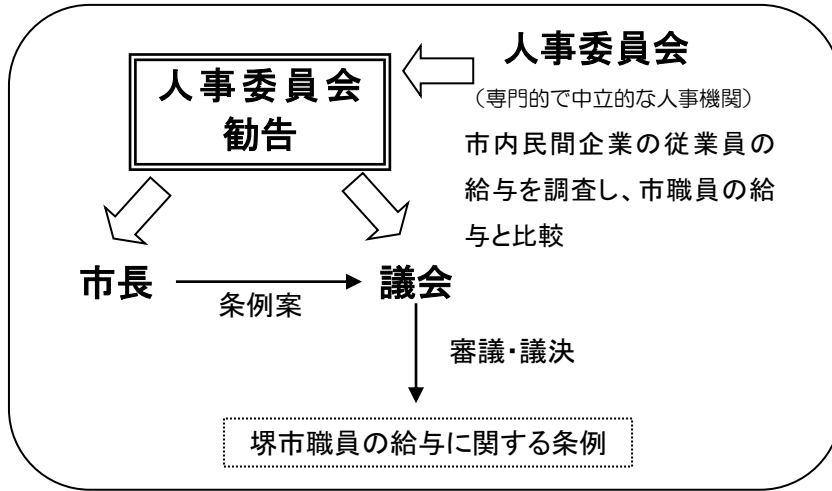 人事委員会
勧告
人事委員会
（専門的で中立的な人事機関）
市内民間企業の従業員の
給与を調査し、市職員の給
与と比較
市長
条例案
議会
審議・議決
堺市職員の給与に関する条例